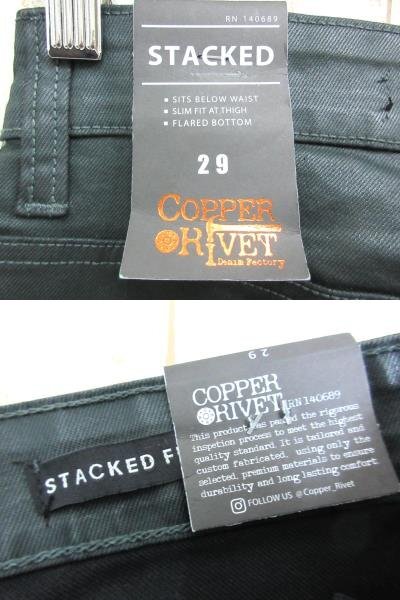 RN 140689
STACKED
▪ SITS BELOW WAIST
▪ SLIM FIT AT THIGH
▪ FLARED BOTTOM
29
COPPER
RIVET
Denim Factory
29
COPPER
RIVET
RN 140689
This product as passed the rigorous
inspetion process to meet the highest
quality standard. It is tailored and
custom fabricated, using only the
selected premium materials to ensure
durability and long lasting comfort
FOLLOW US @Copper_Rivet
STACKED F